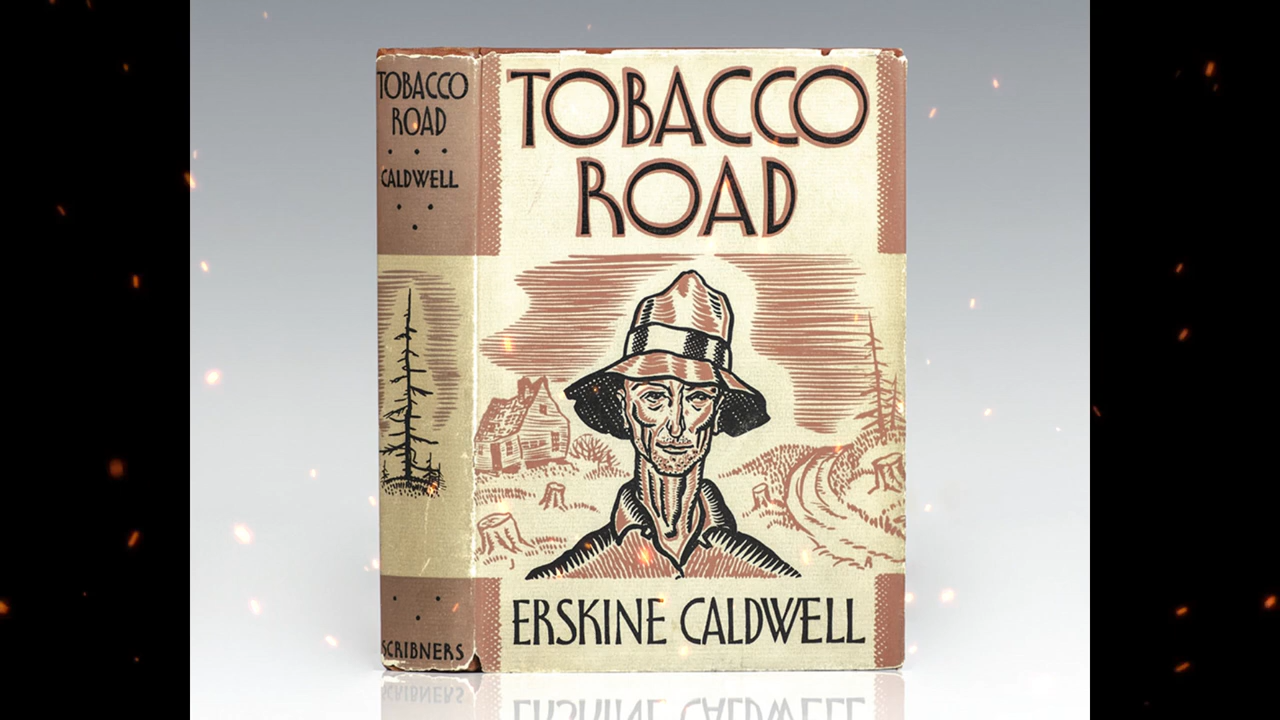 TOBACCO
ROAD
CALDWELL
SCRIBNERS
TOBACCO
ROAD
ERSKINE CALDWELL